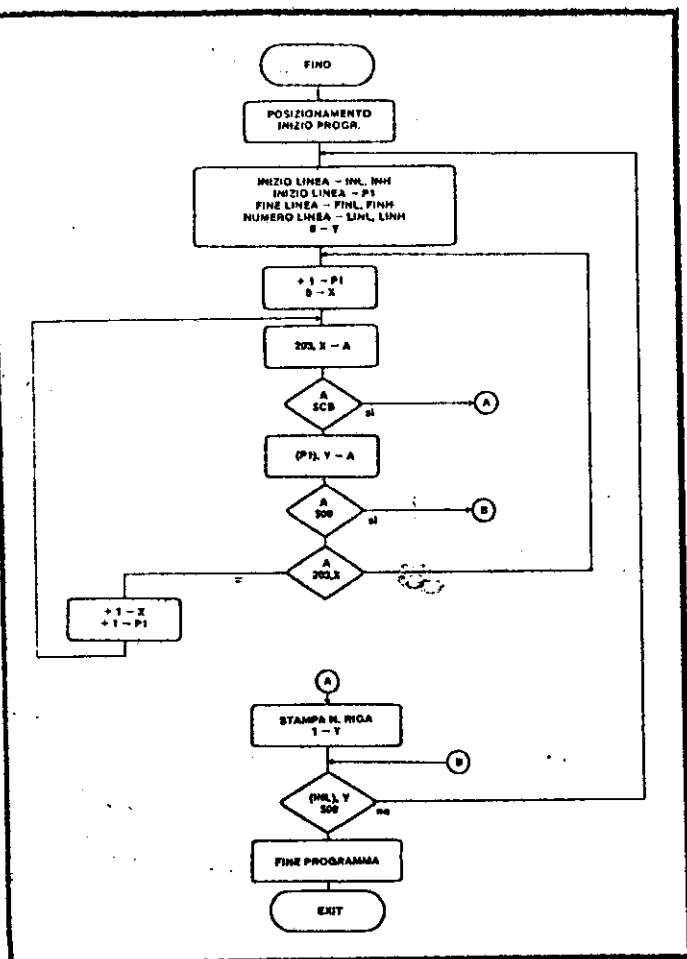 FIND
POSIZIONAMENTO
INIZIO PROGR.
INIZIO LINEA – INL, INH
INIZIO LINEA – P1
FINE LINEA – FINL, FINH
NUMERO LINEA – LINL, LINH
0 – Y
+ 1 – P1
0 – X
203, X – A
A
SCB
si
A
(P1), Y – A
A
$00
si
B
A
203,X
=
+ 1 – X
+ 1 – P1
A
STAMPA N. RIGA
1 – Y
B
(INL), Y
$00
no
FINE PROGRAMMA
EXIT